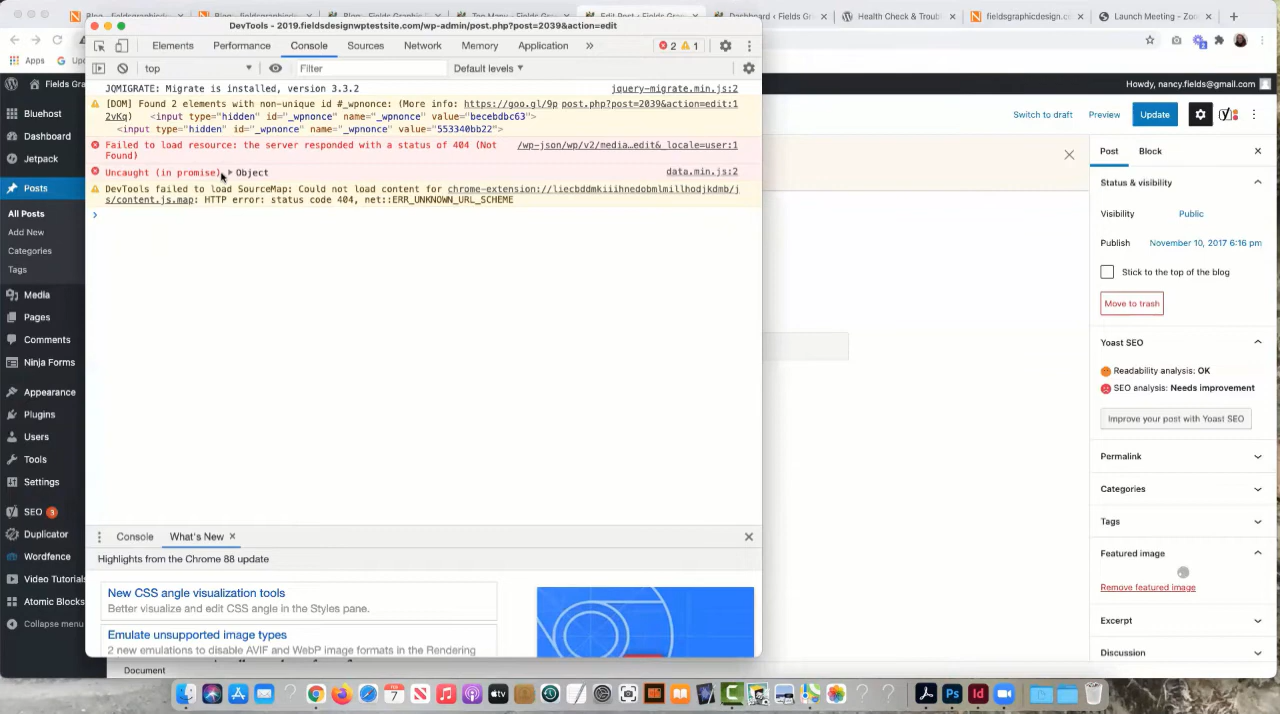 Blog | Fields Graphic
Edit Post
Dashboard ‹ Fields Gr
Health Check & Troub
fieldsgraphicdesign.co
Launch Meeting - Zoo
DevTools - 2019.fieldsdesignwptestsite.com/wp-admin/post.php?post=2039&action=edit
Elements
Performance
Console
Sources
Network
Memory
Application
»
2
1
Apps
top
Filter
Default levels
Howdy, nancy.fields@gmail.com
Fields Gra
JQMIGRATE: Migrate is installed, version 3.3.2
jquery-migrate.min.js:2
[DOM] Found 2 elements with non-unique id #_wpnonce: (More info: https://goo.gl/9p post.php?post=2039&action=edit:1
2vKq) <input type="hidden" id="_wpnonce" name="_wpnonce" value="becebdbc63">
<input type="hidden" id="_wpnonce" name="_wpnonce" value="553340bb22">
Failed to load resource: the server responded with a status of 404 (Not
Found)
/wp-json/wp/v2/media…edit&_locale=user:1
Uncaught (in promise)
Object
data.min.js:2
DevTools failed to load SourceMap: Could not load content for chrome-extension://liecbddmkiiihnedobmlmillhodjkdmb/j
s/content.js.map: HTTP error: status code 404, net::ERR_UNKNOWN_URL_SCHEME
Bluehost
Dashboard
Jetpack
Posts
All Posts
Add New
Categories
Tags
Media
Pages
Comments
Ninja Forms
Appearance
Plugins
Users
Tools
Settings
SEO 3
Duplicator
Wordfence
Video Tutorials
Atomic Blocks
Collapse menu
Switch to draft
Preview
Update
Post
Block
Status & visibility
Visibility
Public
Publish
November 10, 2017 6:16 pm
Stick to the top of the blog
Move to trash
Yoast SEO
Readability analysis: OK
SEO analysis: Needs improvement
Improve your post with Yoast SEO
Permalink
Categories
Tags
Featured image
Remove featured image
Excerpt
Discussion
Console
What's New
Highlights from the Chrome 88 update
New CSS angle visualization tools
Better visualize and edit CSS angle in the Styles pane.
Emulate unsupported image types
2 new emulations to disable AVIF and WebP image formats in the Rendering
Document